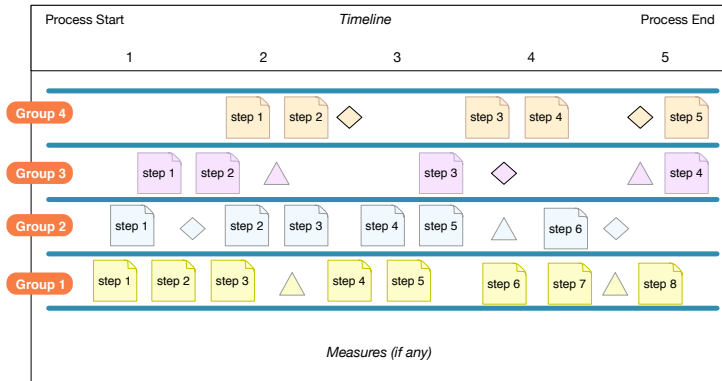 Process Start Timeline Process End
1 2 3 4 5
Group 4 step 1 step 2 step 3 step 4 step 5
Group 3 step 1 step 2 step 3 step 4
Group 2 step 1 step 2 step 3 step 4 step 5 step 6
Group 1 step 1 step 2 step 3 step 4 step 5 step 6 step 7 step 8
Measures (if any)